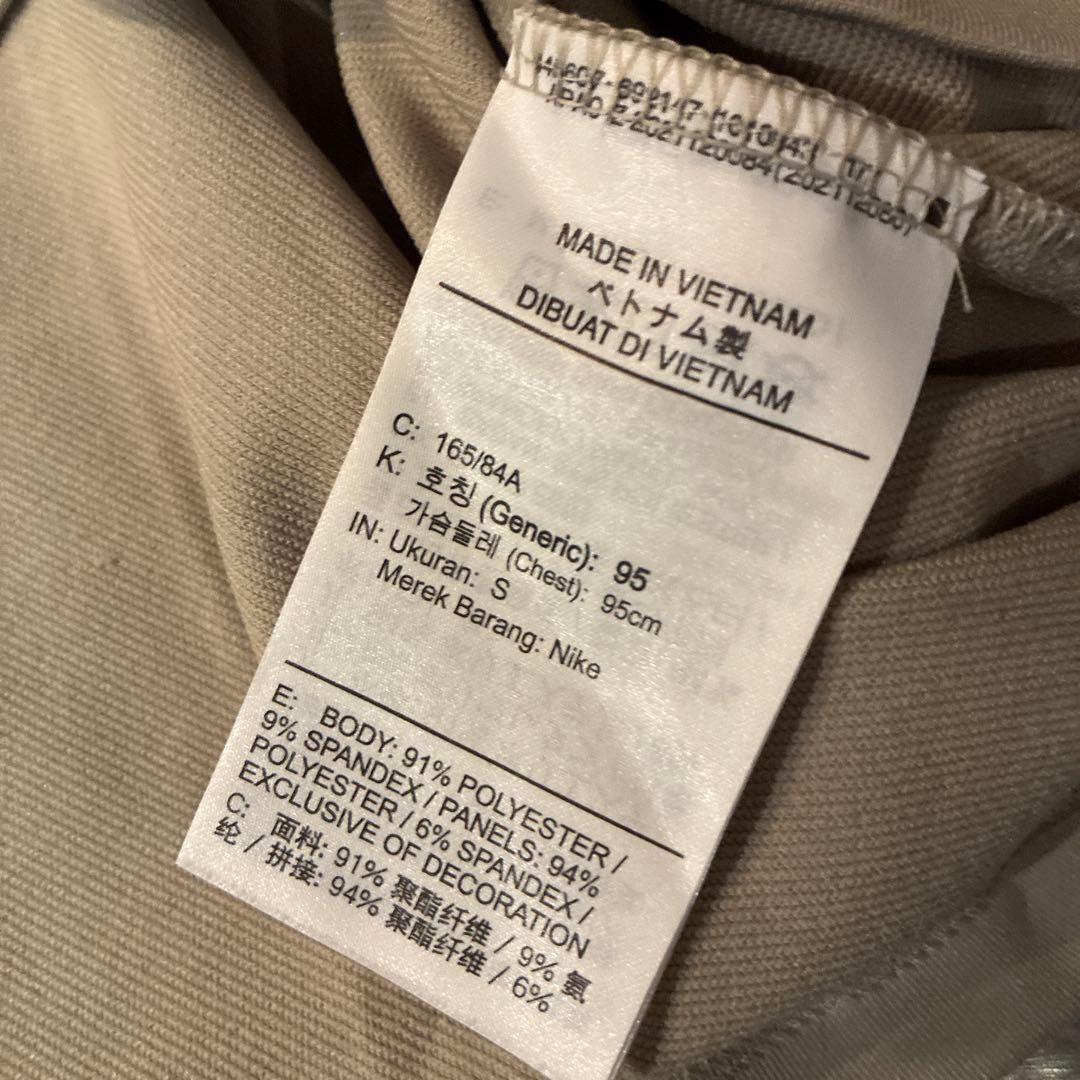 MADE IN VIETNAM
ベトナム製
DIBUAT DI VIETNAM
C: 165/84A
K: 호칭 (Generic): 95
가슴둘레 (Chest): 95cm
IN: Ukuran: S
Merek Barang: Nike
E: BODY: 91% POLYESTER /
9% SPANDEX / PANELS: 94%
POLYESTER / 6% SPANDEX /
EXCLUSIVE OF DECORATION
C: 面料: 91% 聚酯纤维 / 9% 氨
纶 / 拼接: 94% 聚酯纤维 / 6%